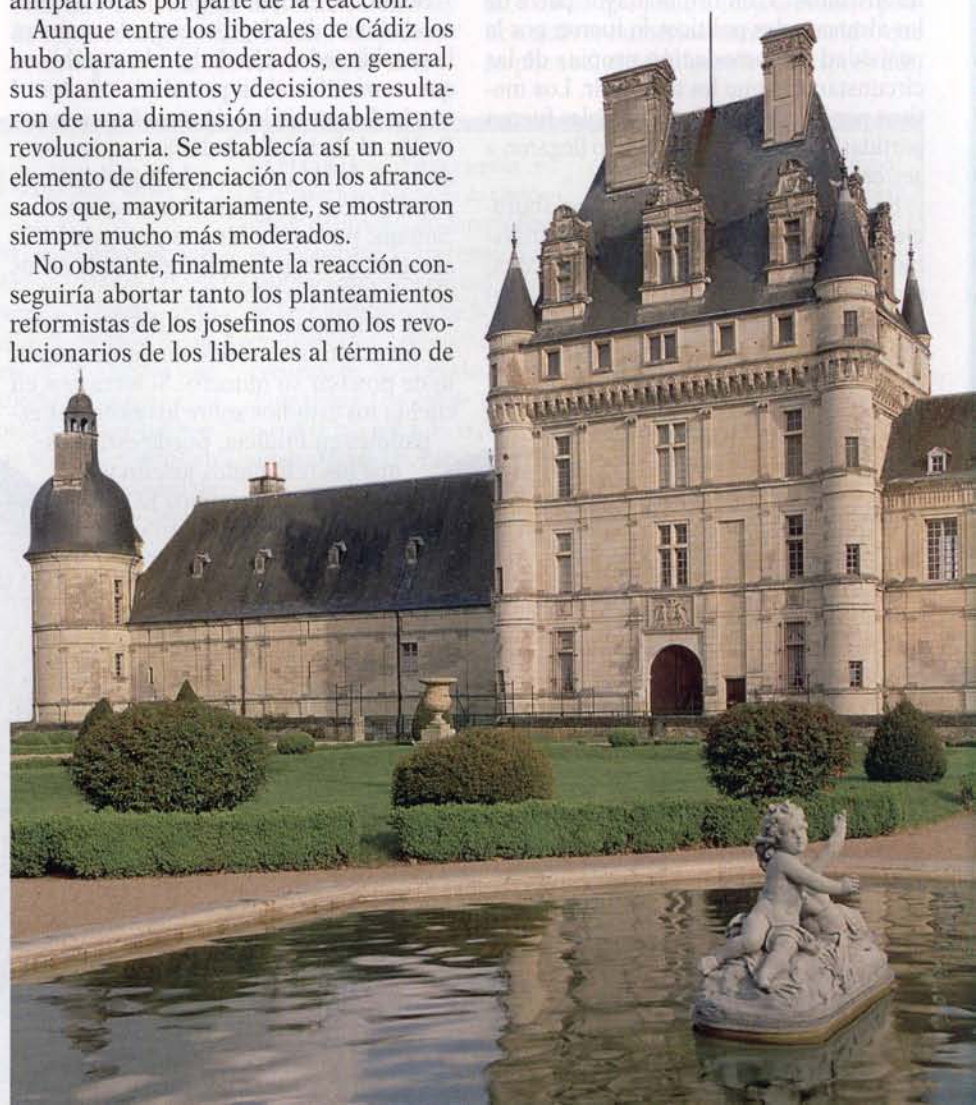 antipatriotas por parte de la reacción.
Aunque entre los liberales de Cádiz los
hubo claramente moderados, en general,
sus planteamientos y decisiones resulta-
ron de una dimensión indudablemente
revolucionaria. Se establecía así un nuevo
elemento de diferenciación con los afrance-
sados que, mayoritariamente, se mostraron
siempre mucho más moderados.
No obstante, finalmente la reacción con-
seguiría abortar tanto los planteamientos
reformistas de los josefinos como los revo-
lucionarios de los liberales al término de